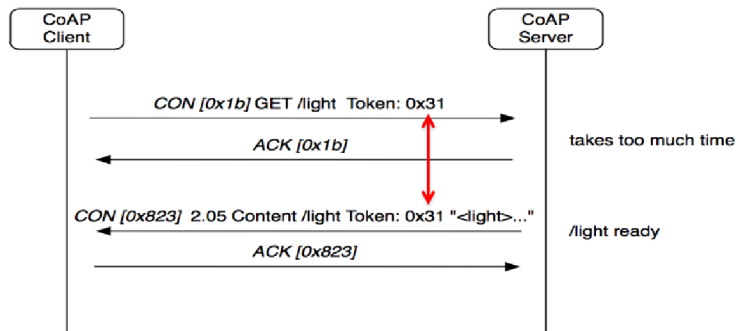 CoAP
Client
CoAP
Server
CON [0x1b] GET /light Token: 0x31
ACK [0x1b]
takes too much time
CON [0x823] 2.05 Content /light Token: 0x31 "<light>..."
/light ready
ACK [0x823]